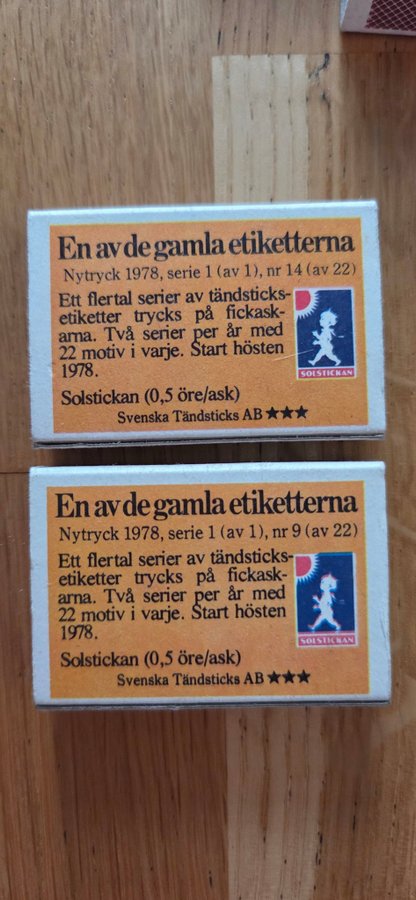 En av de gamla etiketterna
Nytryck 1978, serie 1 (av 1), nr 14 (av 22)
Ett flertal serier av tändsticks-
etiketter trycks på fickask-
arna. Två serier per år med
22 motiv i varje. Start hösten
1978.
SOLSTICKAN
Solstickan (0,5 öre/ask)
Svenska Tändsticks AB ★★★
En av de gamla etiketterna
Nytryck 1978, serie 1 (av 1), nr 9 (av 22)
Ett flertal serier av tändsticks-
etiketter trycks på fickask-
arna. Två serier per år med
22 motiv i varje. Start hösten
1978.
SOLSTICKAN
Solstickan (0,5 öre/ask)
Svenska Tändsticks AB ★★★